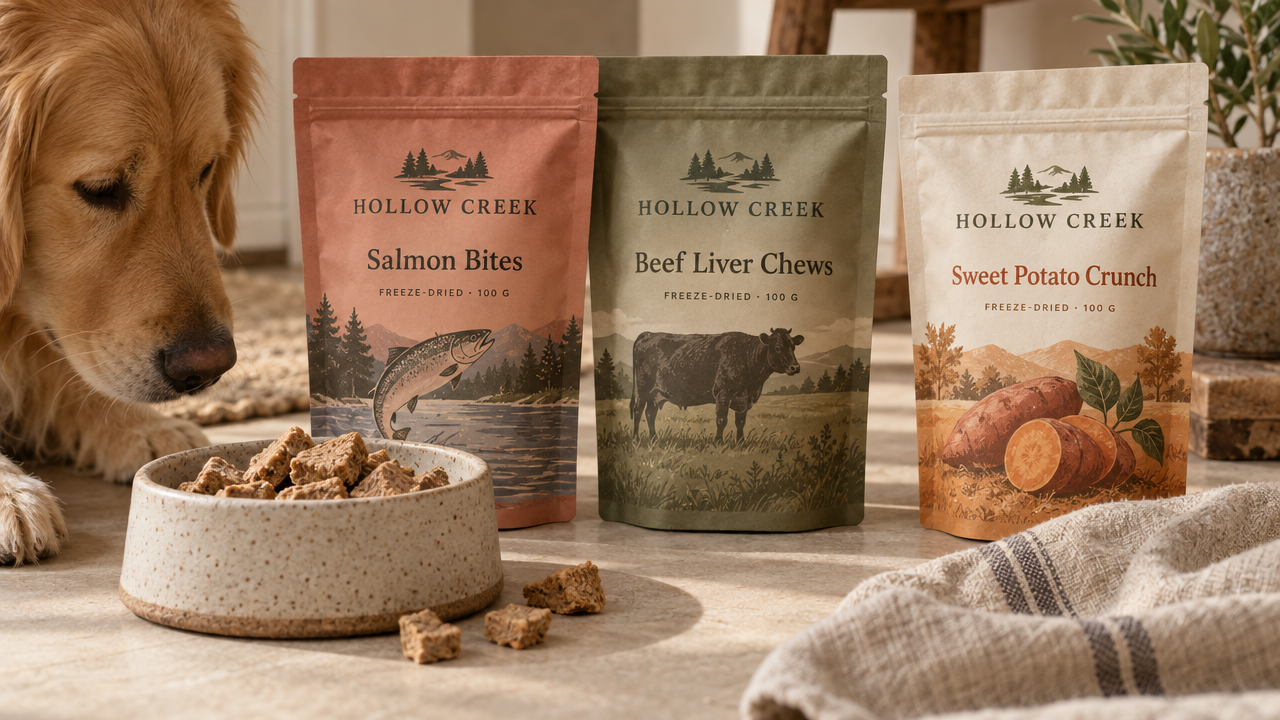 HOLLOW CREEK
Salmon Bites
FREEZE-DRIED · 100 G
HOLLOW CREEK
Beef Liver Chews
FREEZE-DRIED · 100 G
HOLLOW CREEK
Sweet Potato Crunch
FREEZE-DRIED · 100 G